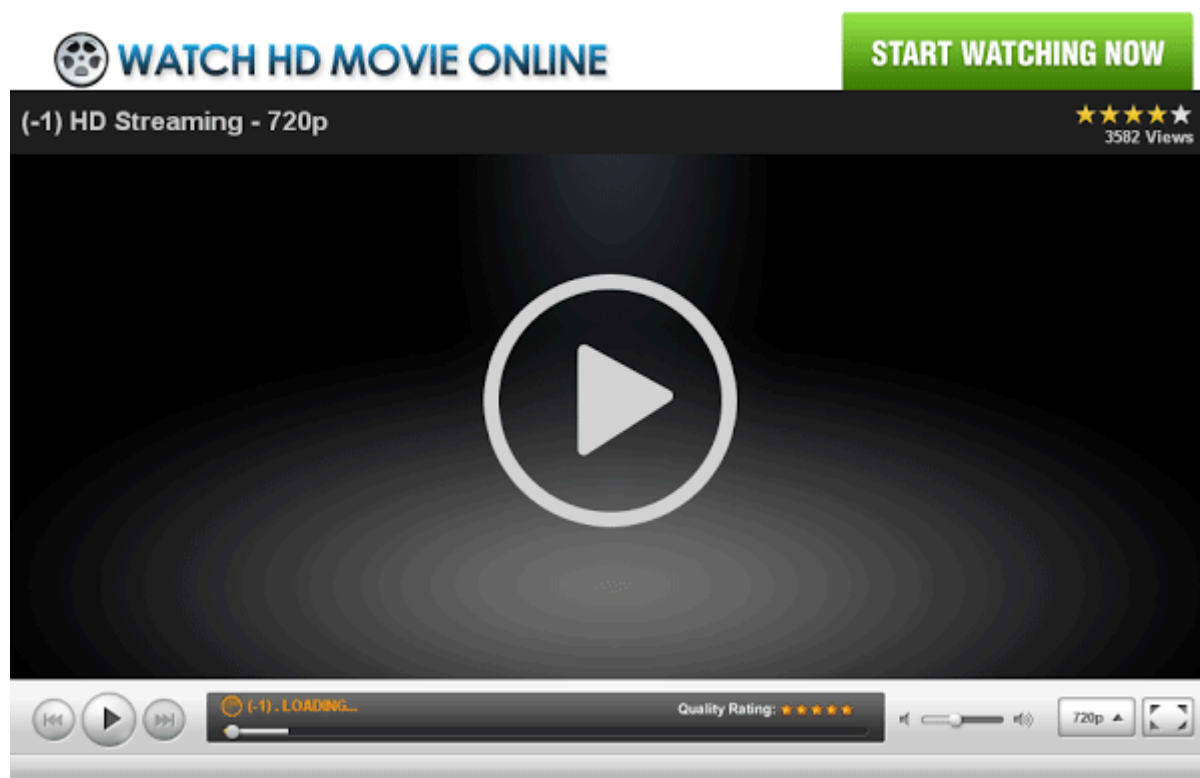 WATCH HD MOVIE ONLINE
START WATCHING NOW
(-1) HD Streaming - 720p
3582 Views
(-1) . LOADING...
Quality Rating:
720p